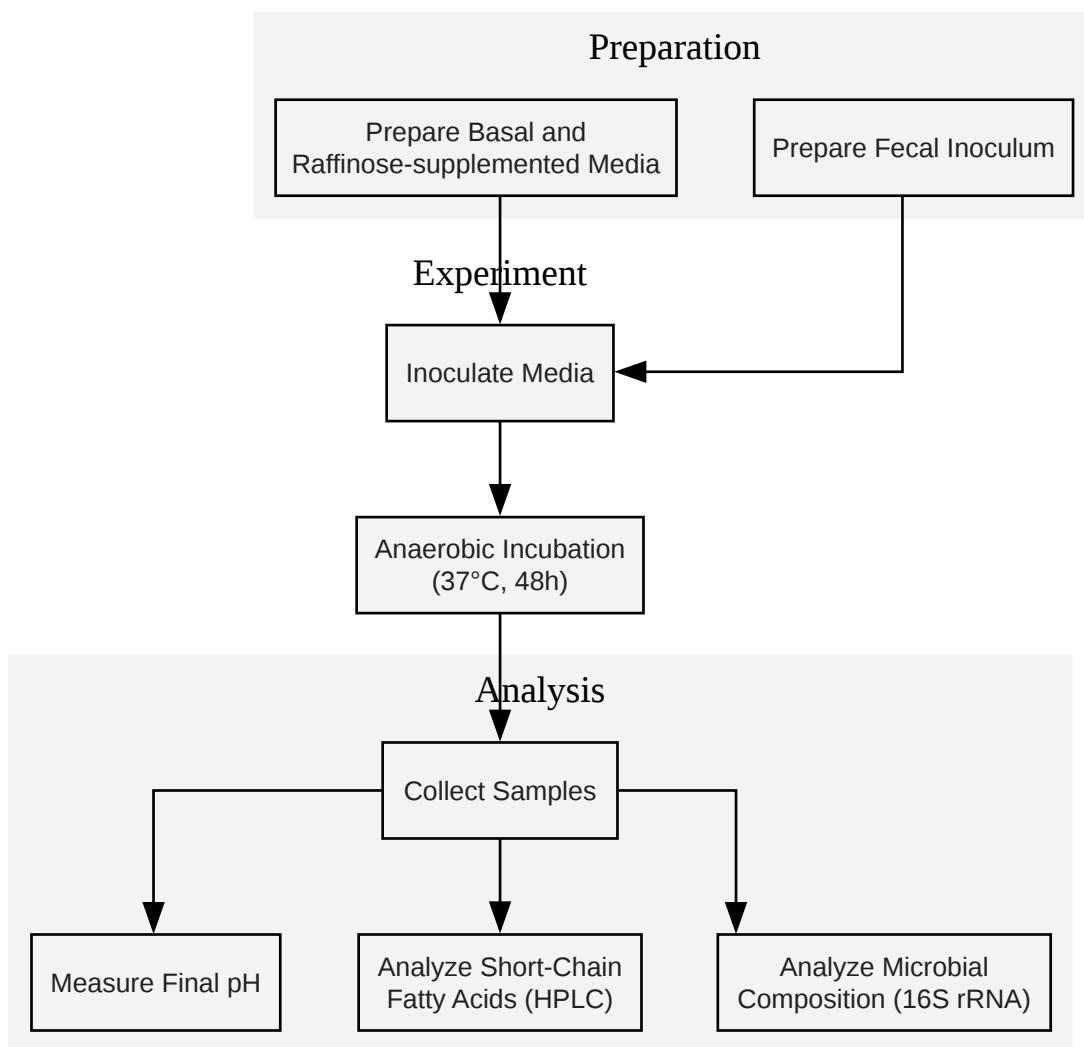 Preparation
Prepare Basal and
Raffinose-supplemented Media
Prepare Fecal Inoculum
Experiment
Inoculate Media
Anaerobic Incubation
(37°C, 48h)
Analysis
Collect Samples
Measure Final pH
Analyze Short-Chain
Fatty Acids (HPLC)
Analyze Microbial
Composition (16S rRNA)